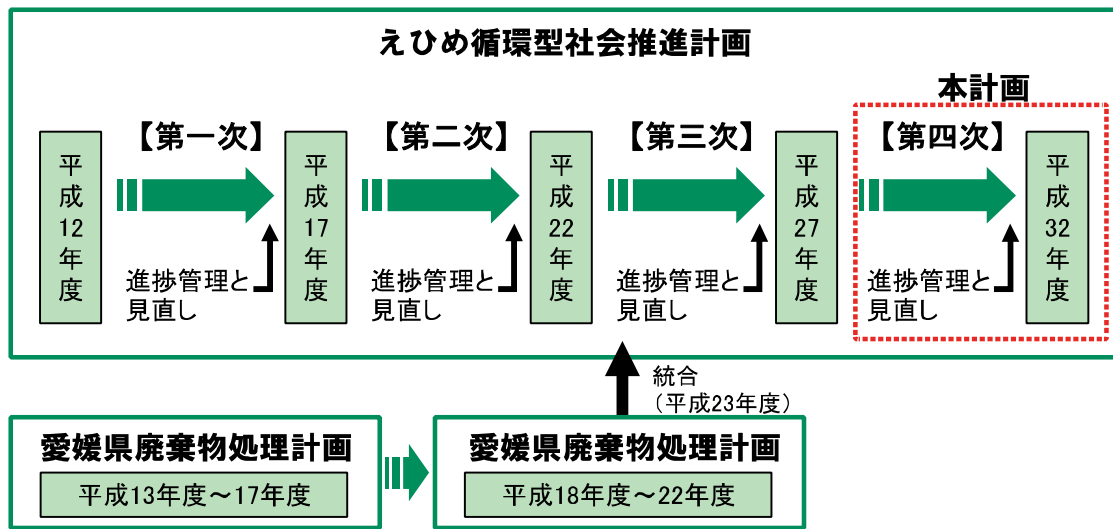 えひめ循環型社会推進計画
本計画
【第一次】
【第二次】
【第三次】
【第四次】
平成12年度
平成17年度
平成22年度
平成27年度
平成32年度
進捗管理と
見直し
進捗管理と
見直し
進捗管理と
見直し
進捗管理と
見直し
統合
（平成23年度）
愛媛県廃棄物処理計画
平成13年度～17年度
愛媛県廃棄物処理計画
平成18年度～22年度